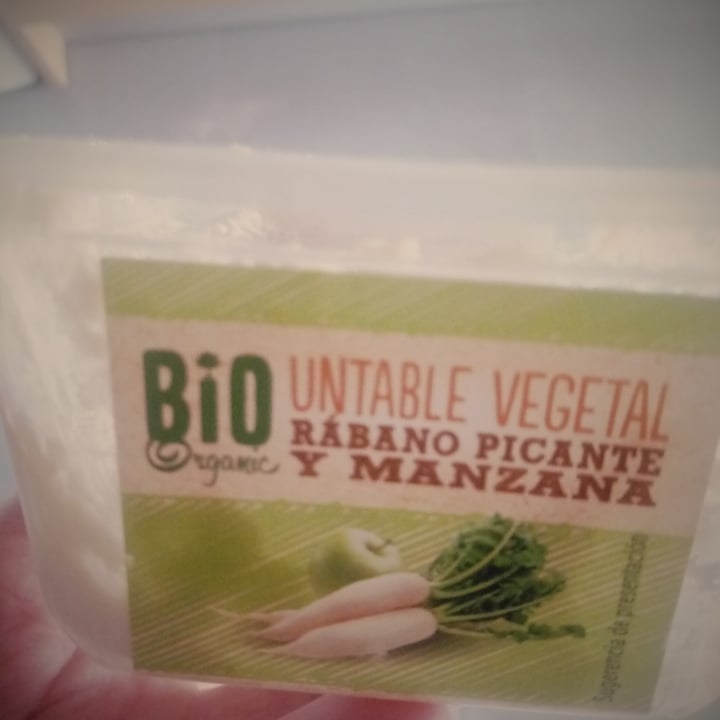 BiO
Organic
UNTABLE VEGETAL
RÁBANO PICANTE
Y MANZANA
Sugerencia de presentación